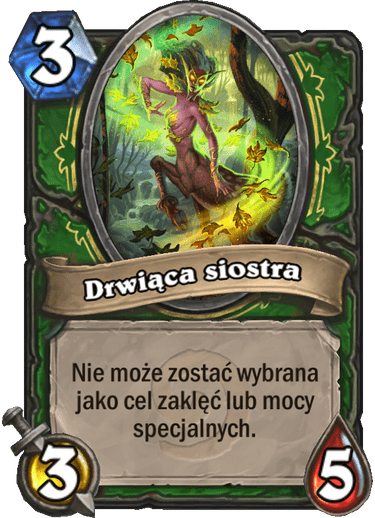 3
Drwiąca siostra
Nie może zostać wybrana
jako cel zaklęć lub mocy
specjalnych.
3
5